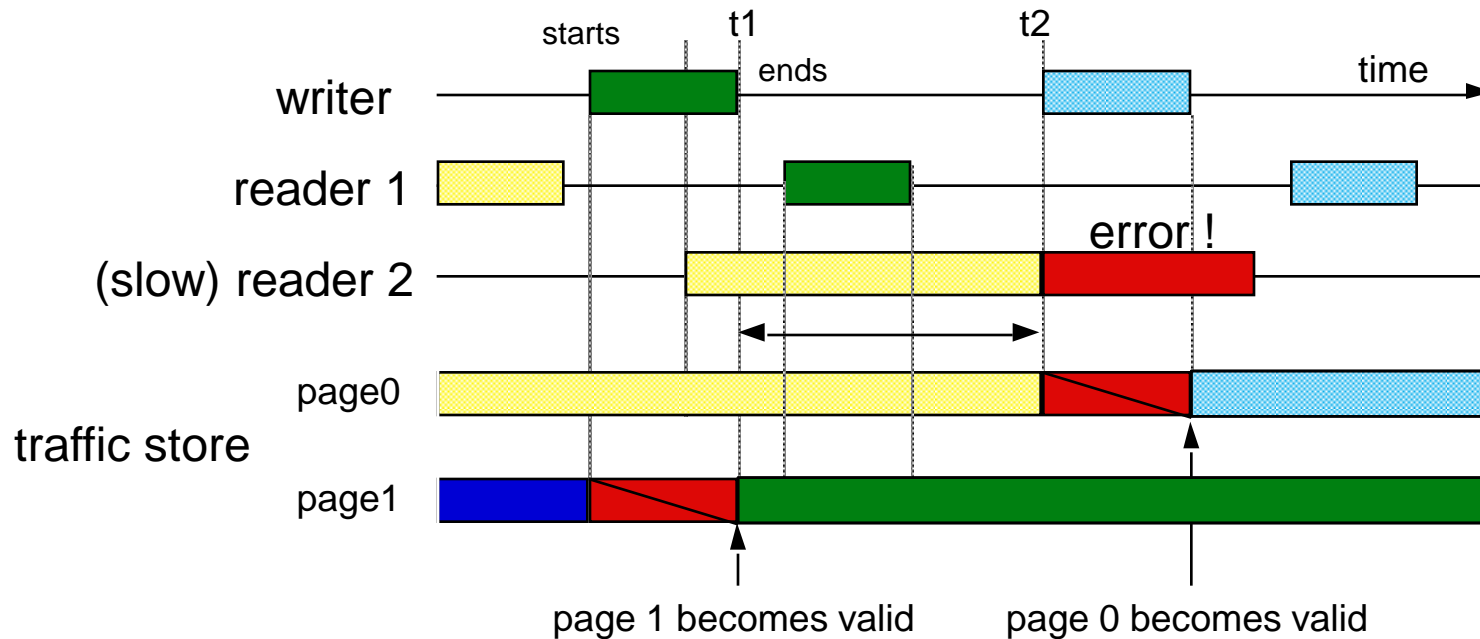 starts
t1
t2
writer
ends
time
reader 1
error !
(slow) reader 2
page0
traffic store
page1
page 1 becomes valid
page 0 becomes valid